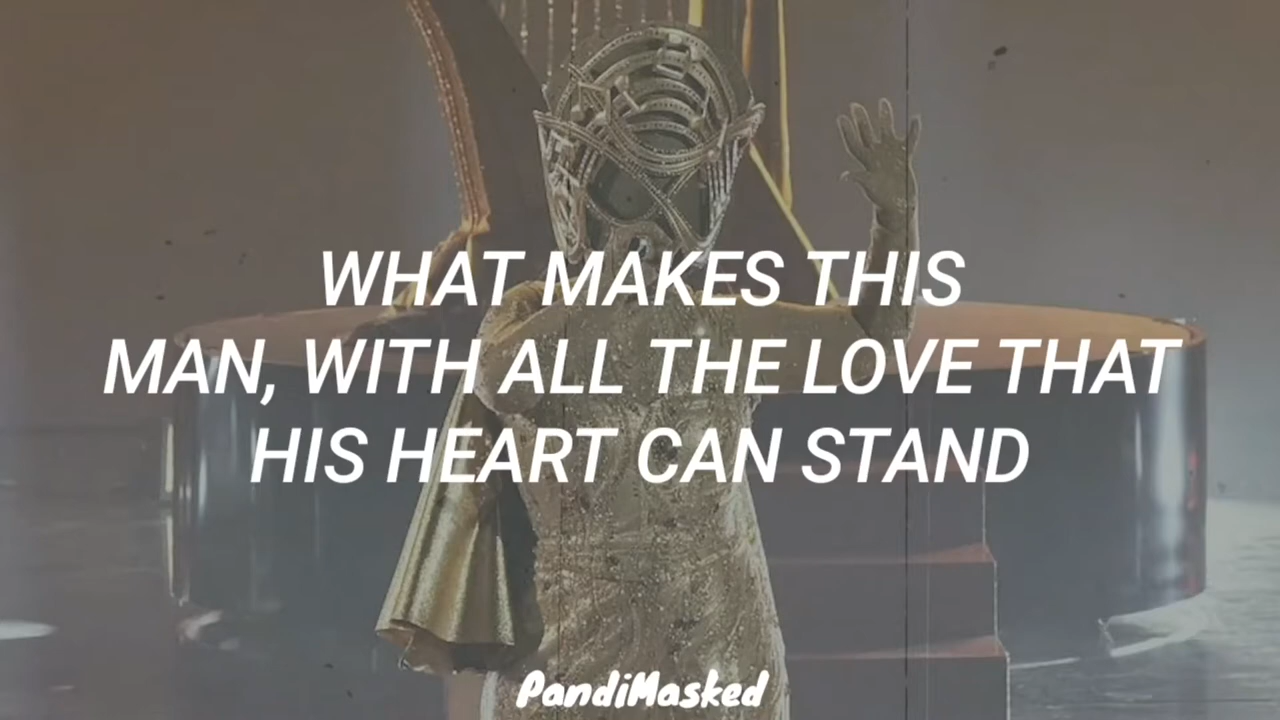 WHAT MAKES THIS
MAN, WITH ALL THE LOVE THAT
HIS HEART CAN STAND
PandiMasked